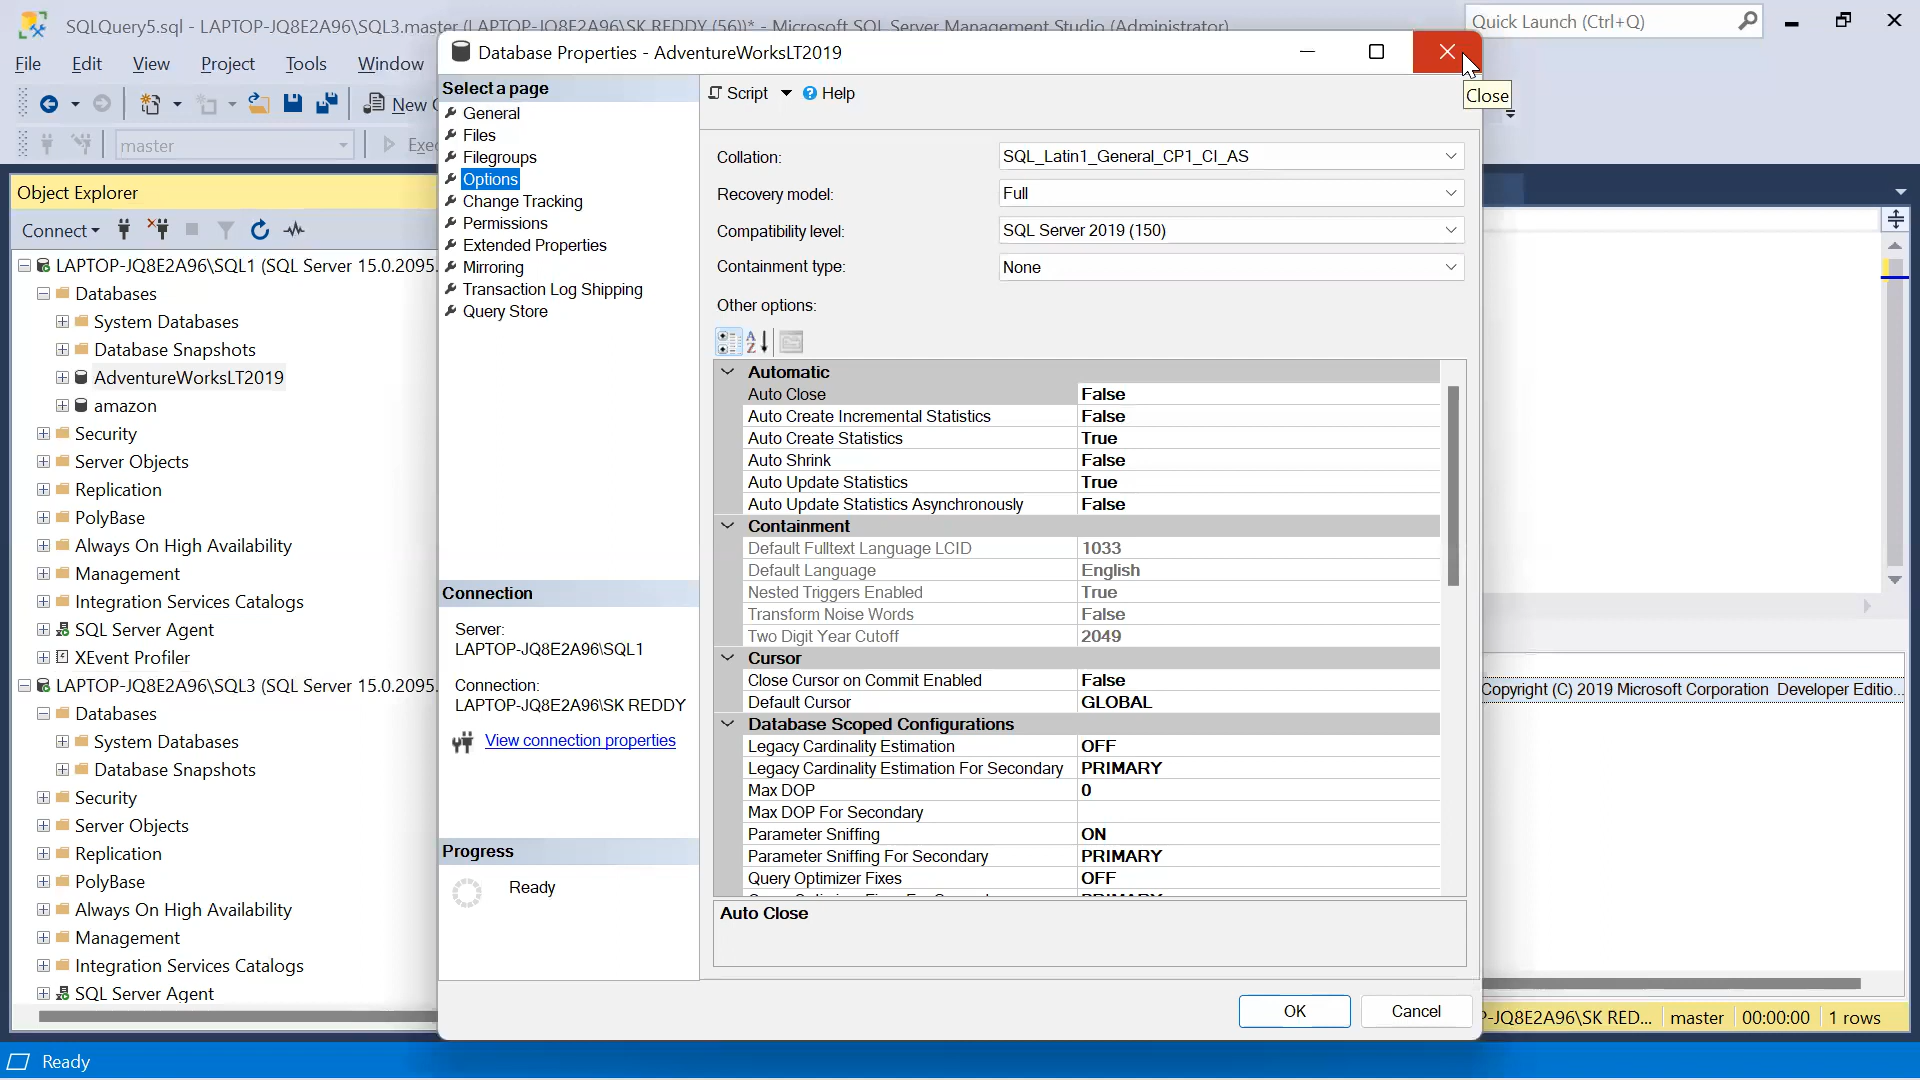 SQLQuery5.sql - LAPTOP-JQ8E2A96\SQL3.master (LAPTOP-JQ8E2A96\SK REDDY (56))* - Microsoft SQL Server Management Studio (Administrator)
Quick Launch (Ctrl+Q)
File Edit View Project Tools Window
New
master
Object Explorer
Connect
LAPTOP-JQ8E2A96\SQL1 (SQL Server 15.0.2095.
Databases
System Databases
Database Snapshots
AdventureWorksLT2019
amazon
Security
Server Objects
Replication
PolyBase
Always On High Availability
Management
Integration Services Catalogs
SQL Server Agent
XEvent Profiler
LAPTOP-JQ8E2A96\SQL3 (SQL Server 15.0.2095.
Databases
System Databases
Database Snapshots
Security
Server Objects
Replication
PolyBase
Always On High Availability
Management
Integration Services Catalogs
SQL Server Agent
Database Properties - AdventureWorksLT2019
Close
Select a page
General
Files
Filegroups
Options
Change Tracking
Permissions
Extended Properties
Mirroring
Transaction Log Shipping
Query Store
Connection
Server:
LAPTOP-JQ8E2A96\SQL1
Connection:
LAPTOP-JQ8E2A96\SK REDDY
View connection properties
Progress
Ready
Script ? Help
Collation: SQL_Latin1_General_CP1_CI_AS
Recovery model: Full
Compatibility level: SQL Server 2019 (150)
Containment type: None
Other options:
A
Z
Automatic
Auto Close False
Auto Create Incremental Statistics False
Auto Create Statistics True
Auto Shrink False
Auto Update Statistics True
Auto Update Statistics Asynchronously False
Containment
Default Fulltext Language LCID 1033
Default Language English
Nested Triggers Enabled True
Transform Noise Words False
Two Digit Year Cutoff 2049
Cursor
Close Cursor on Commit Enabled False
Default Cursor GLOBAL
Database Scoped Configurations
Legacy Cardinality Estimation OFF
Legacy Cardinality Estimation For Secondary PRIMARY
Max DOP 0
Max DOP For Secondary
Parameter Sniffing ON
Parameter Sniffing For Secondary PRIMARY
Query Optimizer Fixes OFF
Auto Close
OK Cancel
Copyright (C) 2019 Microsoft Corporation Developer Editio...
P-JQ8E2A96\SK RED... master 00:00:00 1 rows
Ready